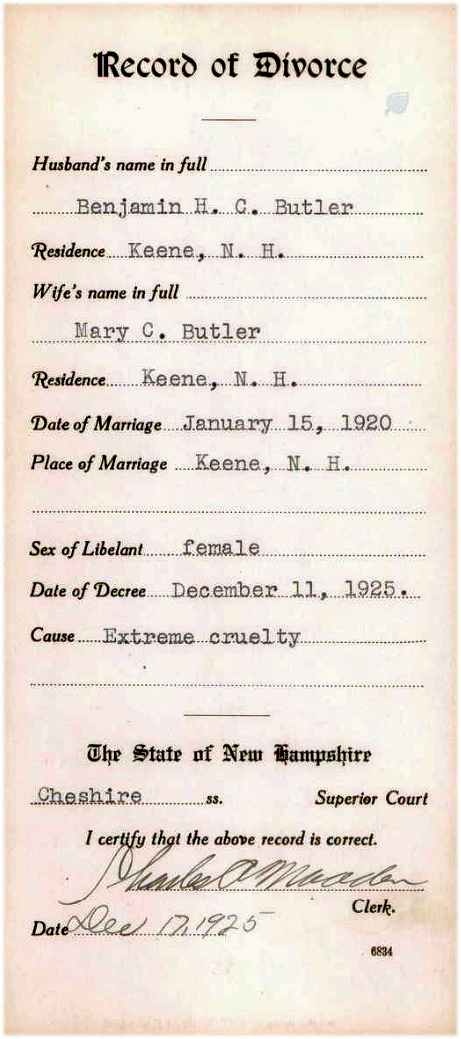 Record of Divorce
Husband's name in full
Benjamin H. C. Butler
Residence Keene, N. H.
Wife's name in full
Mary C. Butler
Residence Keene, N. H.
Date of Marriage January 15, 1920
Place of Marriage Keene, N. H.
Sex of Libelant female
Date of Decree December 11, 1925.
Cause Extreme cruelty
The State of New Hampshire
Cheshire ss. Superior Court
I certify that the above record is correct.
Charles
Clerk.
Date Dec 17, 1925
6834